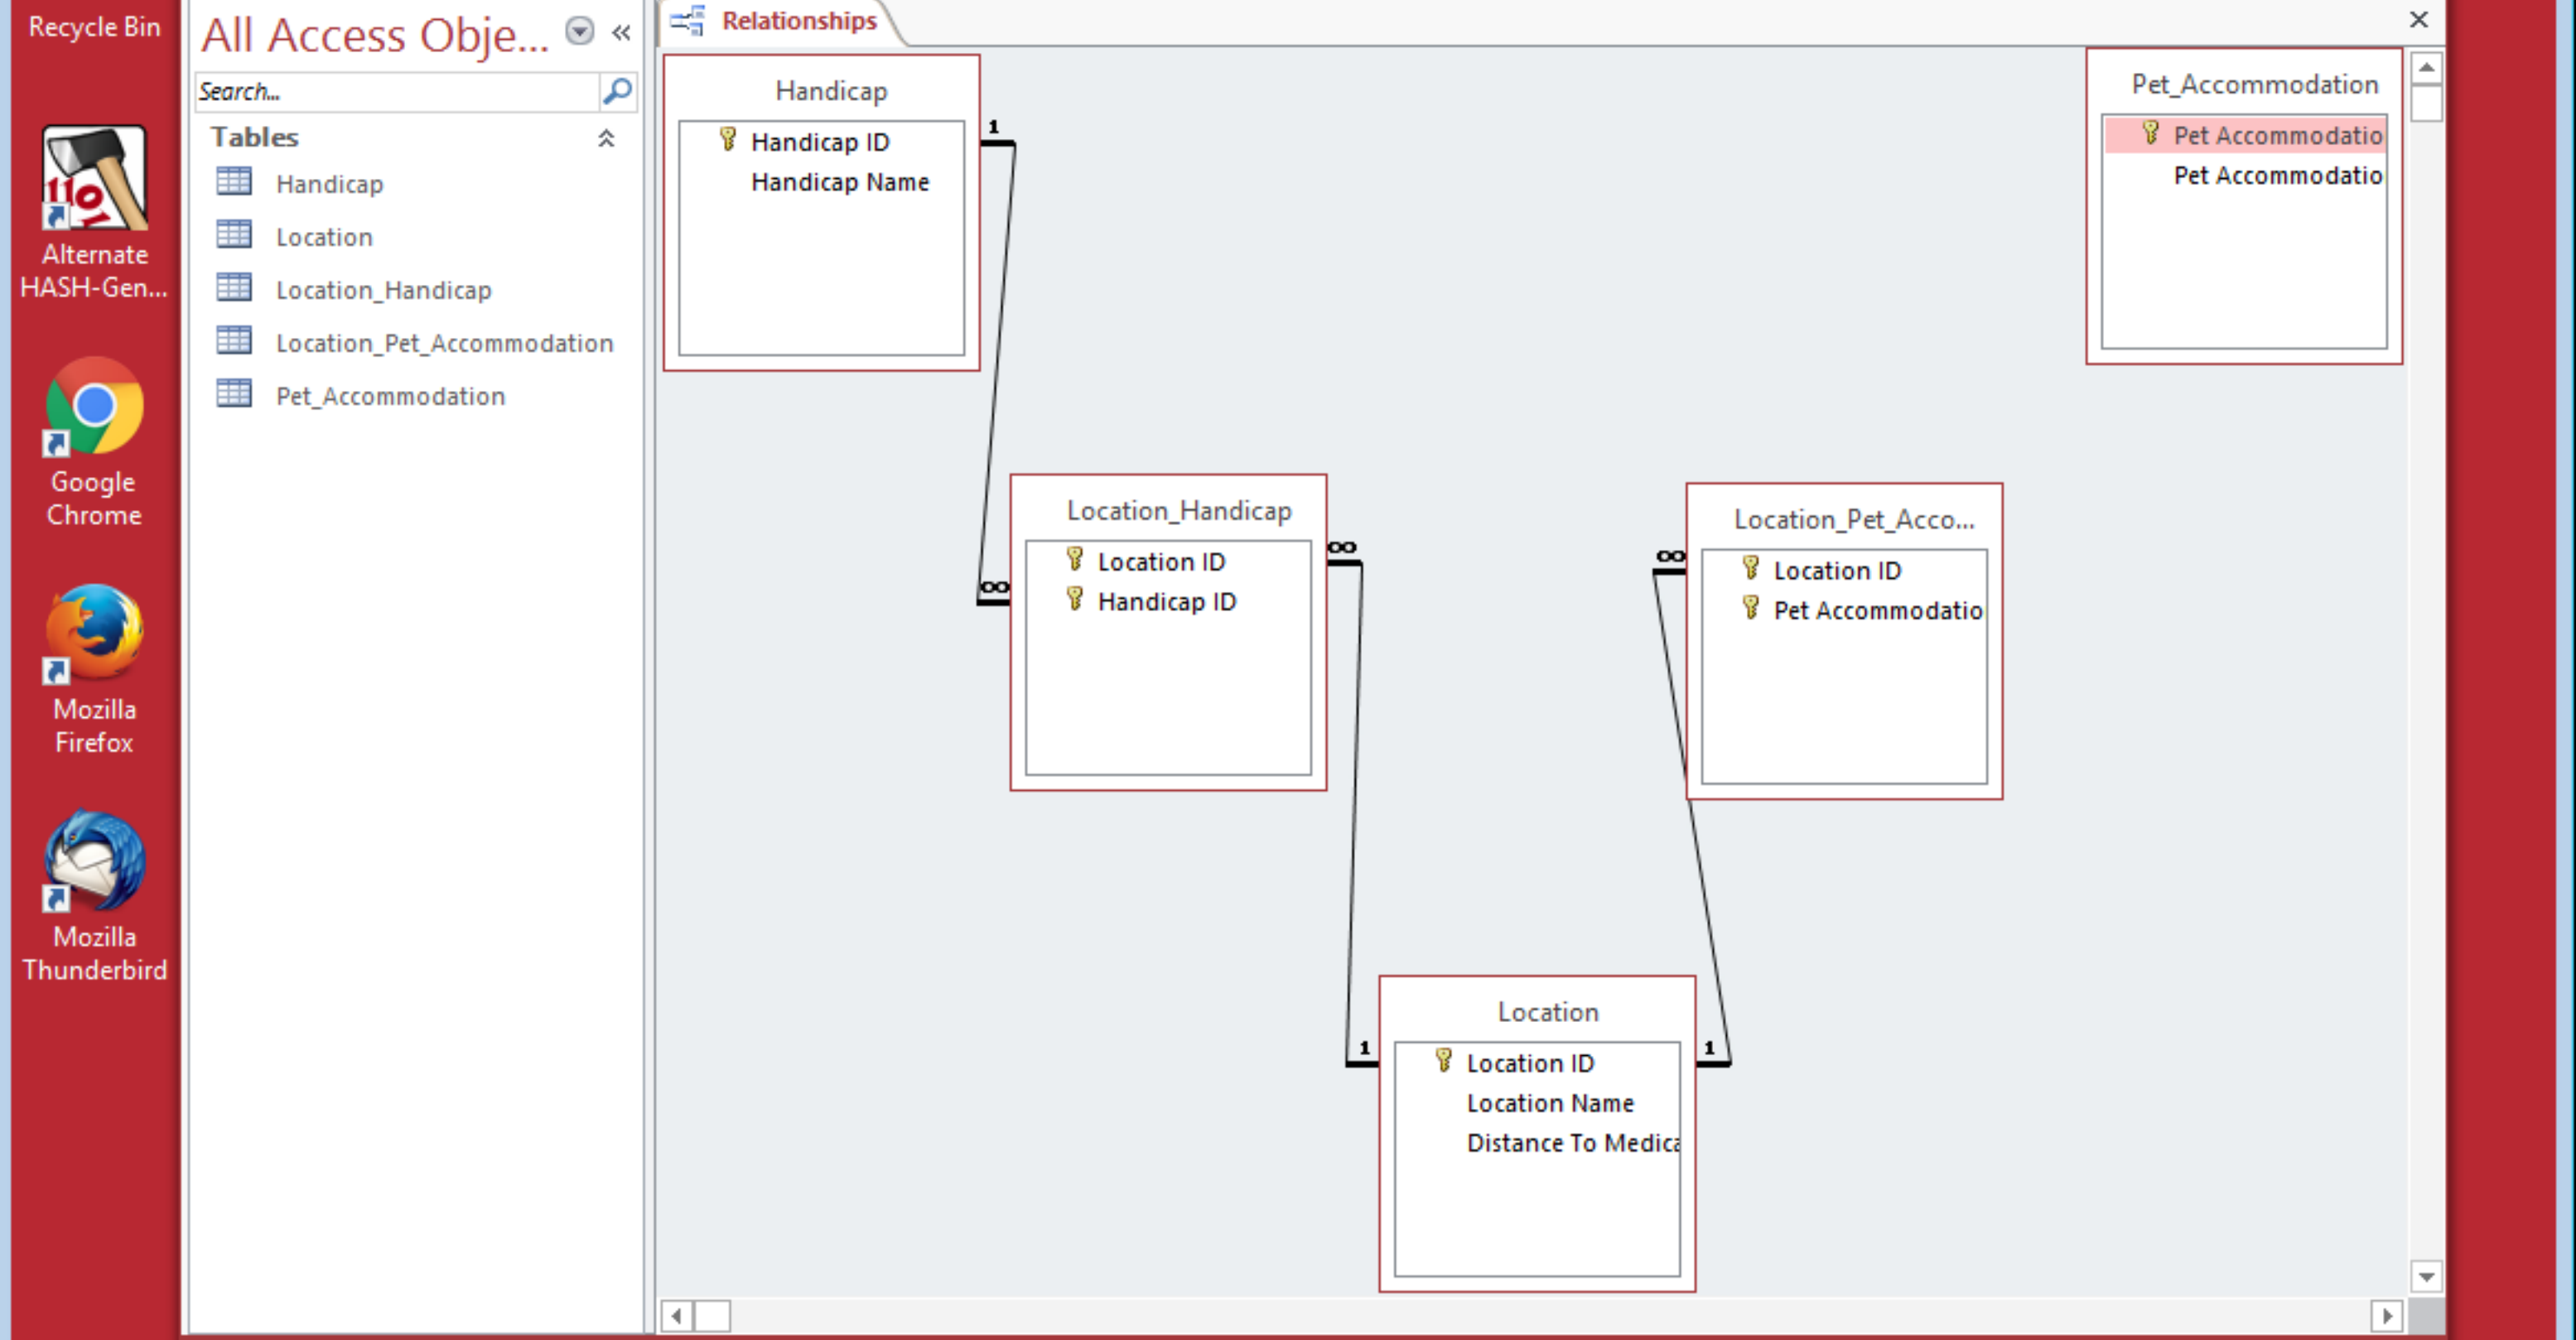 Recycle Bin
Alternate
HASH-Gen...
Google
Chrome
Mozilla
Firefox
Mozilla
Thunderbird
All Access Obje...
Search...
Tables
Handicap
Location
Location_Handicap
Location_Pet_Accommodation
Pet_Accommodation
Relationships
Handicap
Handicap ID
Handicap Name
1
∞
Pet_Accommodation
Pet Accommodatio
Pet Accommodatio
Location_Handicap
Location ID
Handicap ID
∞
1
Location_Pet_Acco...
Location ID
Pet Accommodatio
∞
1
Location
Location ID
Location Name
Distance To Medica